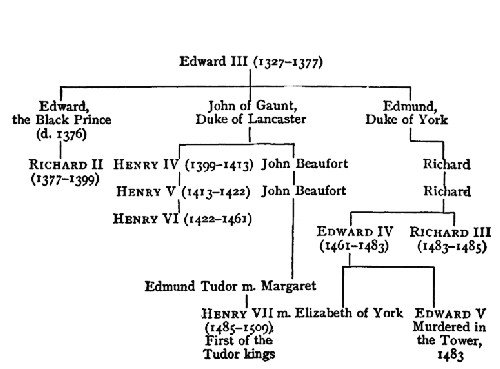 Edward III (1327–1377)
Edward,
the Black Prince
(d. 1376)
John of Gaunt,
Duke of Lancaster
Edmund,
Duke of York
RICHARD II
(1377–1399)
HENRY IV (1399–1413)
John Beaufort
Richard
HENRY V (1413–1422)
John Beaufort
Richard
HENRY VI (1422–1461)
EDWARD IV
(1461–1483)
RICHARD III
(1483–1485)
Edmund Tudor m. Margaret
HENRY VII m. Elizabeth of York
(1485–1509)
First of the
Tudor kings
EDWARD V
Murdered in
the Tower,
1483